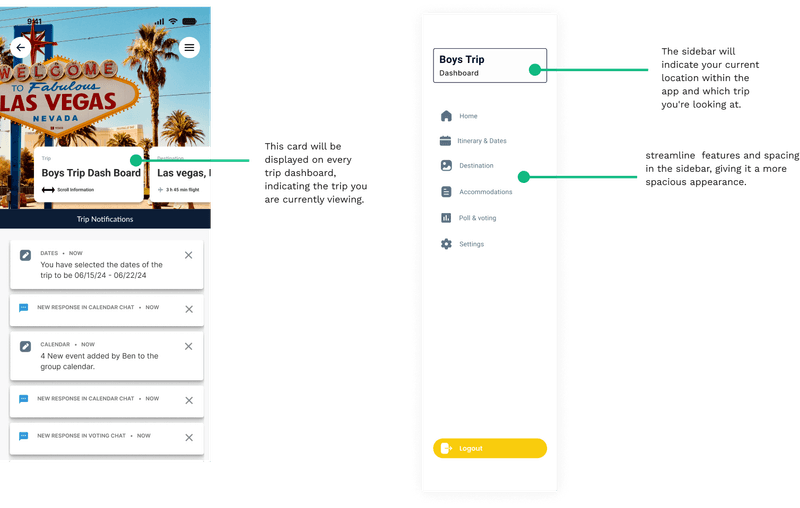 9:41
WELCOME
TO Fabulous
LAS VEGAS
NEVADA
Trip
Boys Trip Dash Board
Scroll Information
Destination
Las vegas,
3 h 45 min flight
Trip Notifications
DATES • NOW
You have selected the dates of the
trip to be 06/15/24 - 06/22/24
NEW RESPONSE IN CALENDAR CHAT • NOW
CALENDAR • NOW
4 New event added by Ben to the
group calendar.
NEW RESPONSE IN CALENDAR CHAT • NOW
NEW RESPONSE IN VOTING CHAT • NOW
This card will be
displayed on every
trip dashboard,
indicating the trip you
are currently viewing.
Boys Trip
Dashboard
Home
Itinerary & Dates
Destination
Accommodations
Poll & voting
Settings
Logout
The sidebar will
indicate your current
location within the
app and which trip
you're looking at.
streamline features and spacing
in the sidebar, giving it a more
spacious appearance.